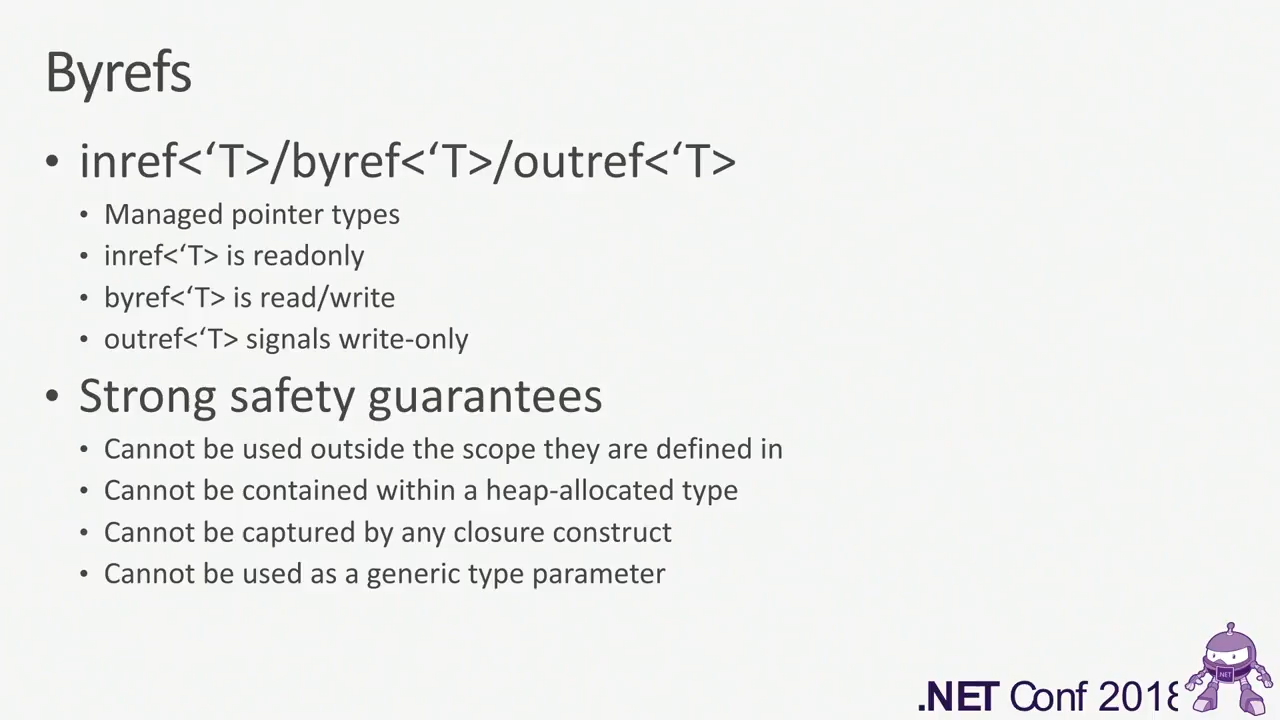 Byrefs
• inref<‘T>/byref<‘T>/outref<‘T>
• Managed pointer types
• inref<‘T> is readonly
• byref<‘T> is read/write
• outref<‘T> signals write-only
• Strong safety guarantees
• Cannot be used outside the scope they are defined in
• Cannot be contained within a heap-allocated type
• Cannot be captured by any closure construct
• Cannot be used as a generic type parameter
.NET Conf 2018
.NET